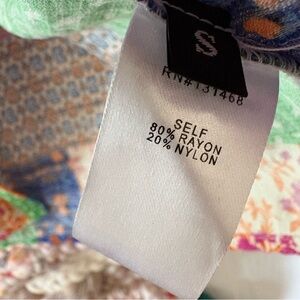 S
RN#131468
SELF
80% RAYON
20% NYLON